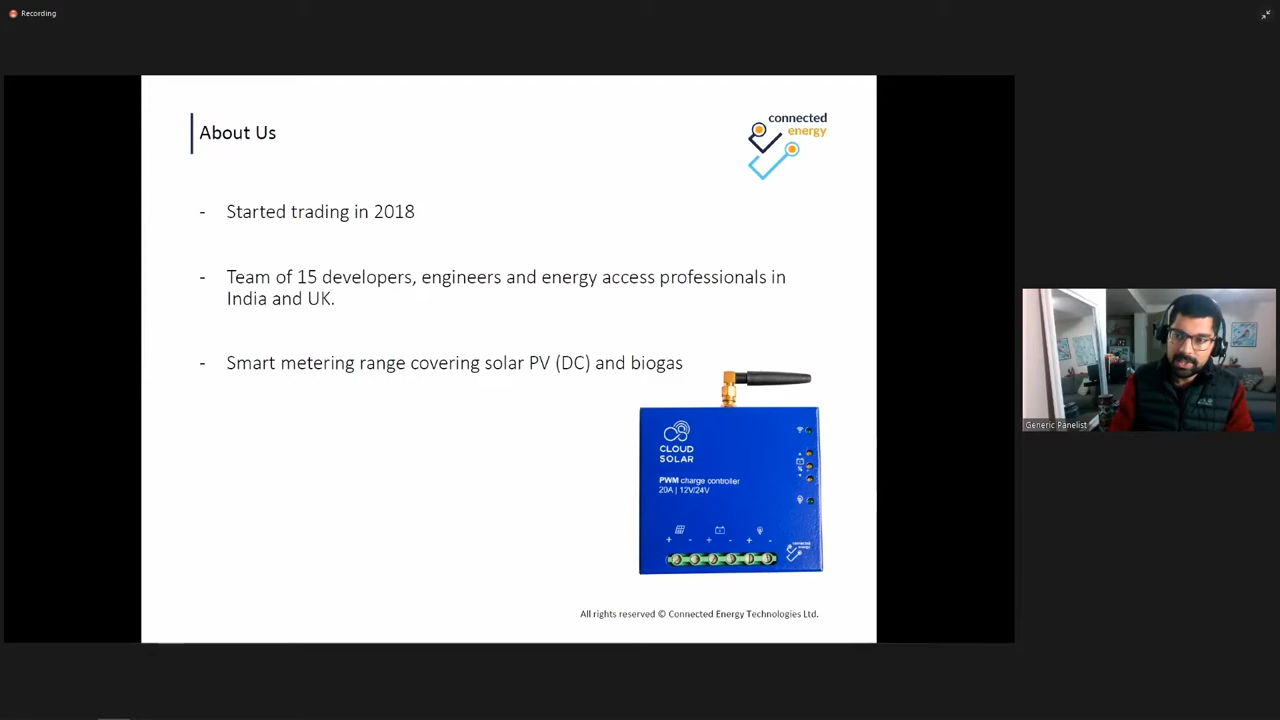 Recording
About Us
connected
energy
- Started trading in 2018
- Team of 15 developers, engineers and energy access professionals in
India and UK.
- Smart metering range covering solar PV (DC) and biogas
CLOUD
SOLAR
PWM charge controller
20A | 12V/24V
+ - + - + -
connected
energy
All rights reserved © Connected Energy Technologies Ltd.
Generic Panelist